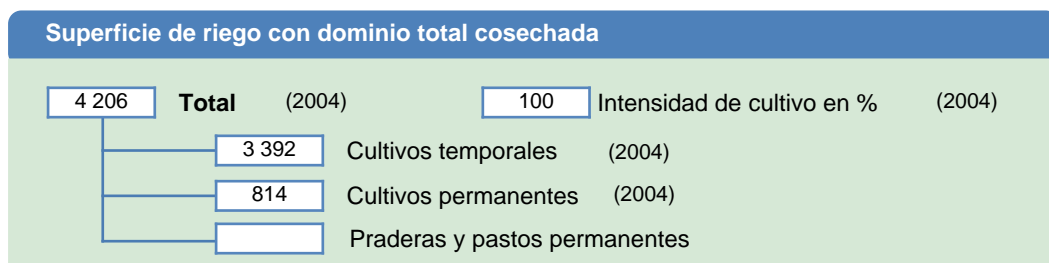 Superficie de riego con dominio total cosechada
4 206 Total (2004) 100 Intensidad de cultivo en % (2004)
3 392 Cultivos temporales (2004)
814 Cultivos permanentes (2004)
Praderas y pastos permanentes